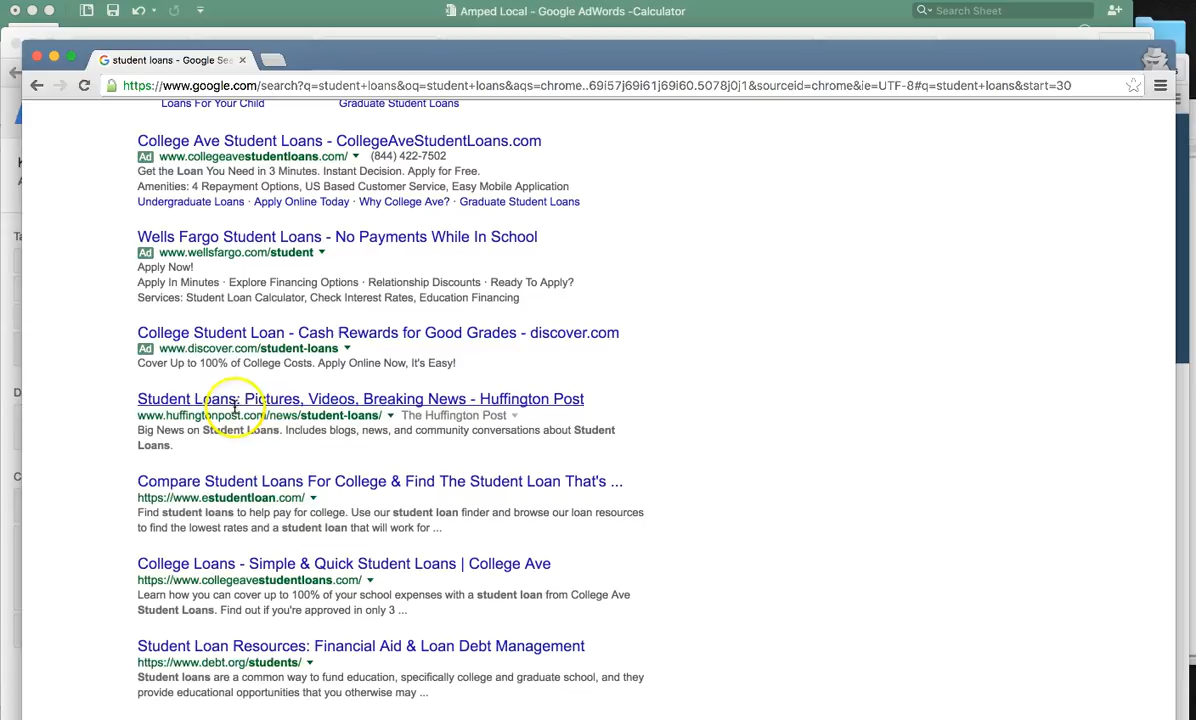 Amped Local - Google AdWords -Calculator
Search Sheet
student loans - Google Sea
https://www.google.com/search?q=student+loans&oq=student+loans&aqs=chrome..69i57j69i61j69i60.5078j0j1&sourceid=chrome&ie=UTF-8#q=student+loans&start=30
Loans For Your Child Graduate Student Loans
College Ave Student Loans - CollegeAveStudentLoans.com
Ad www.collegeavestudentloans.com/ (844) 422-7502
Get the Loan You Need in 3 Minutes. Instant Decision. Apply for Free.
Amenities: 4 Repayment Options, US Based Customer Service, Easy Mobile Application
Undergraduate Loans · Apply Online Today · Why College Ave? · Graduate Student Loans
Wells Fargo Student Loans - No Payments While In School
Ad www.wellsfargo.com/student
Apply Now!
Apply In Minutes · Explore Financing Options · Relationship Discounts · Ready To Apply?
Services: Student Loan Calculator, Check Interest Rates, Education Financing
College Student Loan - Cash Rewards for Good Grades - discover.com
Ad www.discover.com/student-loans
Cover Up to 100% of College Costs. Apply Online Now, It's Easy!
Student Loans: Pictures, Videos, Breaking News - Huffington Post
www.huffingtonpost.com/news/student-loans/ The Huffington Post
Big News on Student Loans. Includes blogs, news, and community conversations about Student
Loans.
Compare Student Loans For College & Find The Student Loan That's ...
https://www.estudentloan.com/
Find student loans to help pay for college. Use our student loan finder and browse our loan resources
to find the lowest rates and a student loan that will work for ...
College Loans - Simple & Quick Student Loans | College Ave
https://www.collegeavestudentloans.com/
Learn how you can cover up to 100% of your school expenses with a student loan from College Ave
Student Loans. Find out if you're approved in only 3 ...
Student Loan Resources: Financial Aid & Loan Debt Management
https://www.debt.org/students/
Student loans are a common way to fund education, specifically college and graduate school, and they
provide educational opportunities that you otherwise may ...